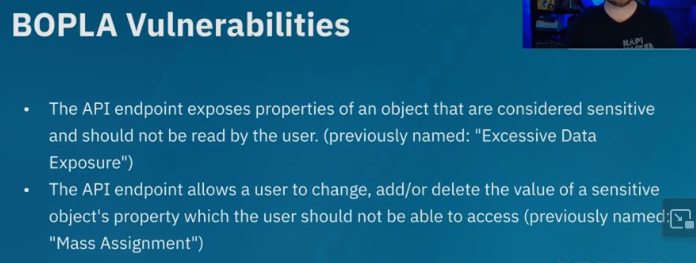 BOPLA Vulnerabilities
HAPI
• The API endpoint exposes properties of an object that are considered sensitive
and should not be read by the user. (previously named: "Excessive Data
Exposure")
• The API endpoint allows a user to change, add/or delete the value of a sensitive
object's property which the user should not be able to access (previously named:
"Mass Assignment")